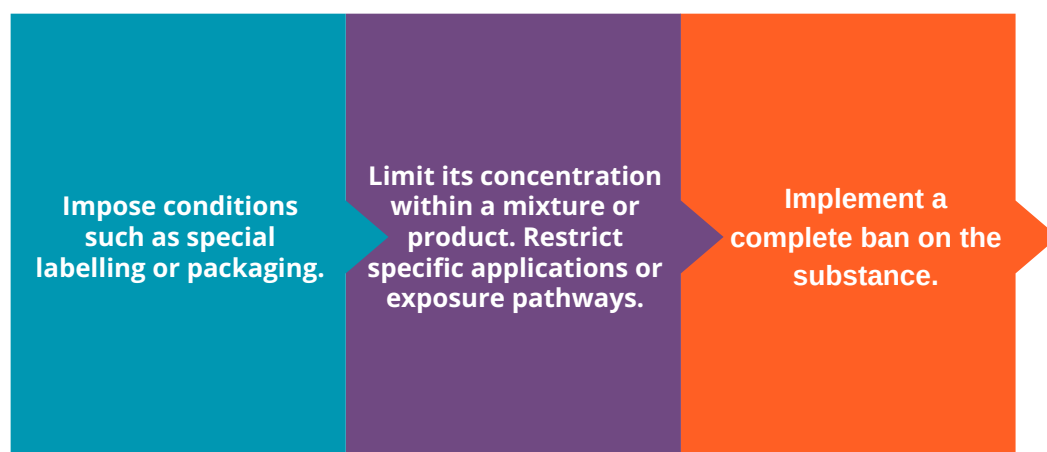 Impose conditions
such as special
labelling or packaging.
Limit its concentration
within a mixture or
product. Restrict
specific applications or
exposure pathways.
Implement a
complete ban on the
substance.